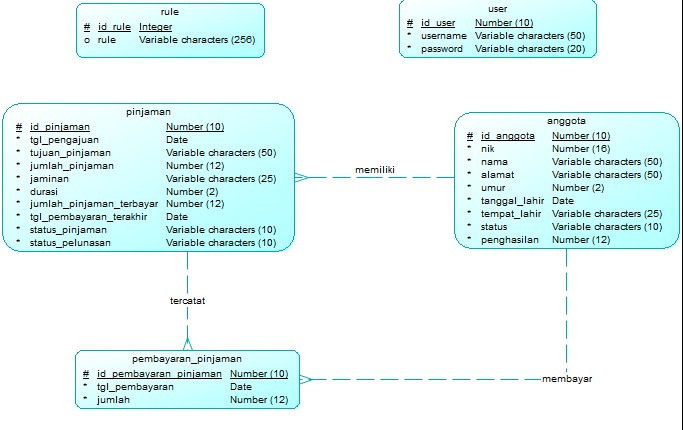 rule
# id_rule Integer
o rule Variable characters (256)
user
# id_user Number (10)
* username Variable characters (50)
* password Variable characters (20)
pinjaman
# id_pinjaman Number (10)
* tgl_pengajuan Date
* tujuan_pinjaman Variable characters (50)
* jumlah_pinjaman Number (12)
* jaminan Variable characters (25)
* durasi Number (2)
* jumlah_pinjaman_terbayar Number (12)
* tgl_pembayaran_terakhir Date
* status_pinjaman Variable characters (10)
* status_pelunasan Variable characters (10)
memiliki
anggota
# id_anggota Number (10)
* nik Number (16)
* nama Variable characters (50)
* alamat Variable characters (50)
* umur Number (2)
* tanggal_lahir Date
* tempat_lahir Variable characters (25)
* status Variable characters (10)
* penghasilan Number (12)
tercatat
pembayaran_pinjaman
# id_pembayaran_pinjaman Number (10)
* tgl_pembayaran Date
* jumlah Number (12)
membayar